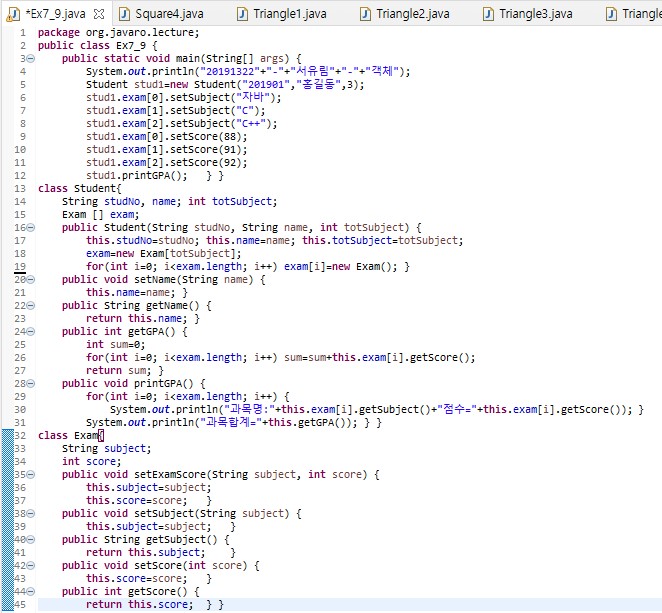 *Ex7_9.java Square4.java Triangle1.java Triangle2.java Triangle3.java Triangle
1 package org.javaro.lecture;
2 public class Ex7_9 {
3 public static void main(String[] args) {
4 System.out.println("20191322"+"-"+"서유림"+"-"+"객체");
5 Student stud1=new Student("201901","홍길동",3);
6 stud1.exam[0].setSubject("자바");
7 stud1.exam[1].setSubject("C");
8 stud1.exam[2].setSubject("C++");
9 stud1.exam[0].setScore(88);
10 stud1.exam[1].setScore(91);
11 stud1.exam[2].setScore(92);
12 stud1.printGPA(); } }
13 class Student{
14 String studNo, name; int totSubject;
15 Exam [] exam;
16 public Student(String studNo, String name, int totSubject) {
17 this.studNo=studNo; this.name=name; this.totSubject=totSubject;
18 exam=new Exam[totSubject];
19 for(int i=0; i<exam.length; i++) exam[i]=new Exam(); }
20 public void setName(String name) {
21 this.name=name; }
22 public String getName() {
23 return this.name; }
24 public int getGPA() {
25 int sum=0;
26 for(int i=0; i<exam.length; i++) sum=sum+this.exam[i].getScore();
27 return sum; }
28 public void printGPA() {
29 for(int i=0; i<exam.length; i++) {
30 System.out.println("과목명:"+this.exam[i].getSubject()+"점수="+this.exam[i].getScore()); }
31 System.out.println("과목합계="+this.getGPA()); } }
32 class Exam{
33 String subject;
34 int score;
35 public void setExamScore(String subject, int score) {
36 this.subject=subject;
37 this.score=score; }
38 public void setSubject(String subject) {
39 this.subject=subject; }
40 public String getSubject() {
41 return this.subject; }
42 public void setScore(int score) {
43 this.score=score; }
44 public int getScore() {
45 return this.score; } }